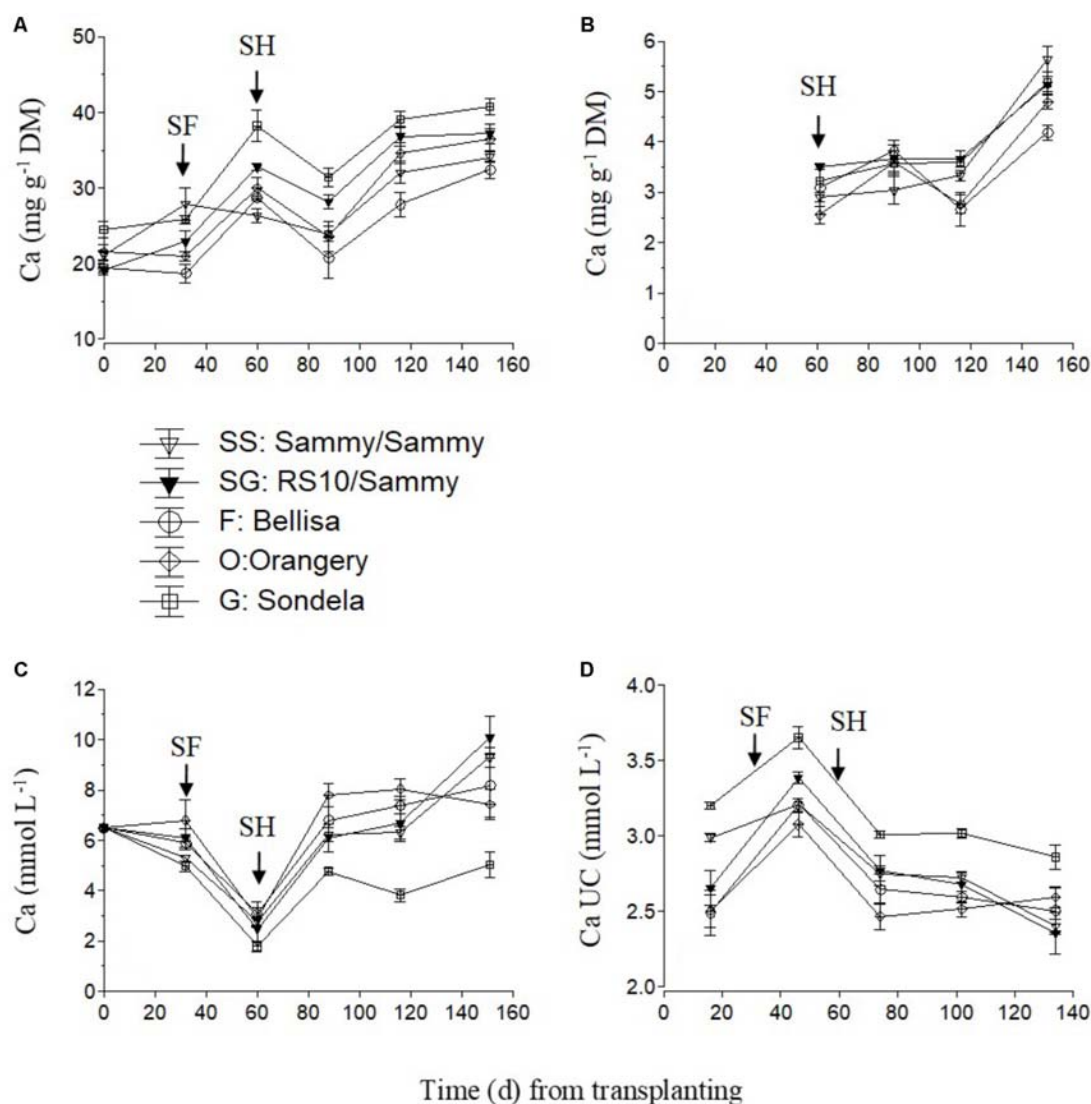 A
B
50
40
30
20
10
Ca (mg g-1 DM)
SF
SH
0 20 40 60 80 100 120 140 160
6
5
4
3
2
1
0
Ca (mg g-1 DM)
SH
0 20 40 60 80 100 120 140 160
SS: Sammy/Sammy
SG: RS10/Sammy
F: Bellisa
O:Orangery
G: Sondela
C
D
12
10
8
6
4
2
0
Ca (nmol L-1)
SF
SH
0 20 40 60 80 100 120 140 160
4.0
3.5
3.0
2.5
2.0
Ca UC (nmol L-1)
SF
SH
0 20 40 60 80 100 120 140
Time (d) from transplanting